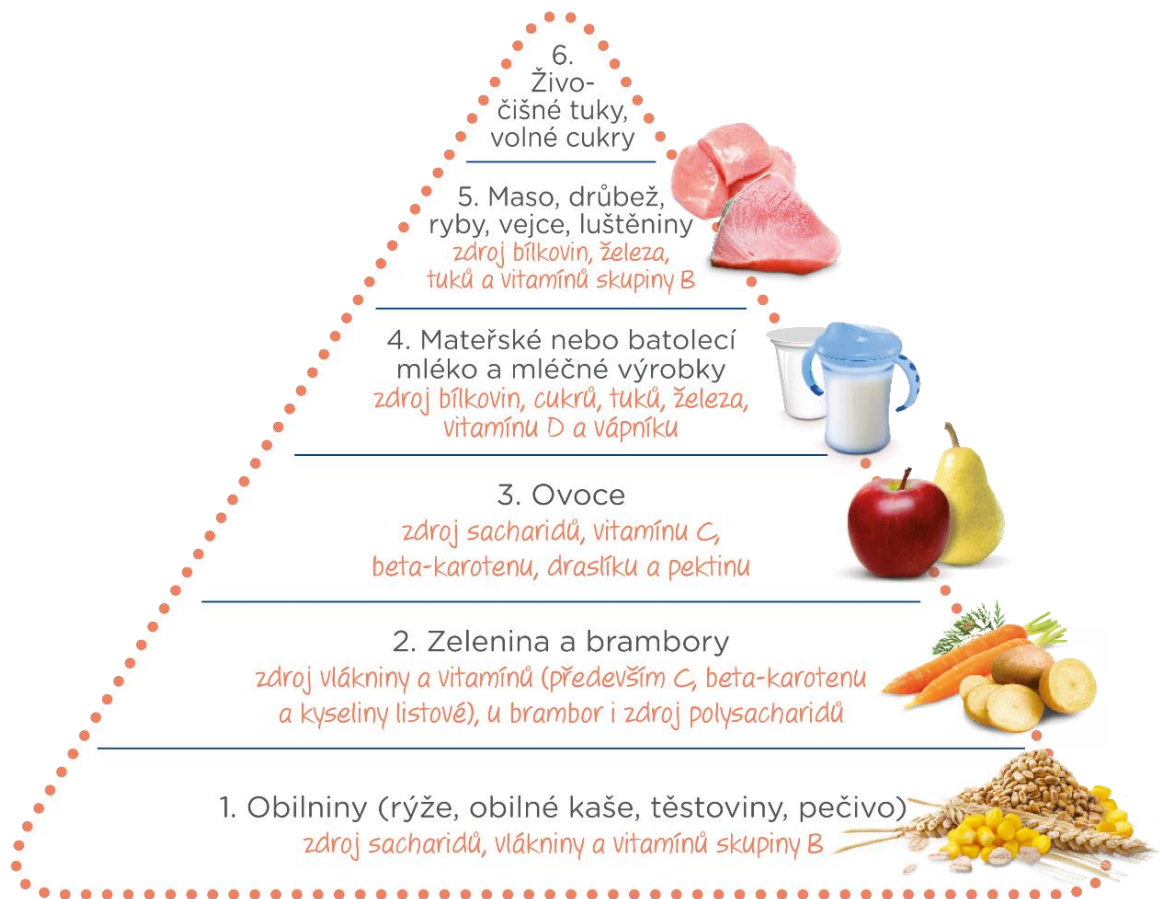 6.
Živo-
čišné tuky,
volné cukry
5. Maso, drůbež,
ryby, vejce, luštěniny
zdroj bílkovin, železa,
tuků a vitamínů skupiny B
4. Mateřské nebo batolecí
mléko a mléčné výrobky
zdroj bílkovin, cukrů, tuků, železa,
vitamínu D a vápníku
3. Ovoce
zdroj sacharidů, vitamínu C,
beta-karotenu, draslíku a pektinu
2. Zelenina a brambory
zdroj vlákniny a vitamínů (především C, beta-karotenu
a kyseliny listové), u brambor i zdroj polysacharidů
1. Obilniny (rýže, obilné kaše, těstoviny, pečivo)
zdroj sacharidů, vlákniny a vitamínů skupiny B